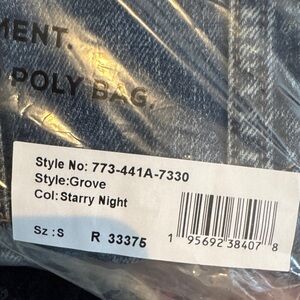 MENT.
POLY BAG.
Style No: 773-441A-7330
Style:Grove
Col:Starry Night
Sz :S R 33375 1 95692 38407 8